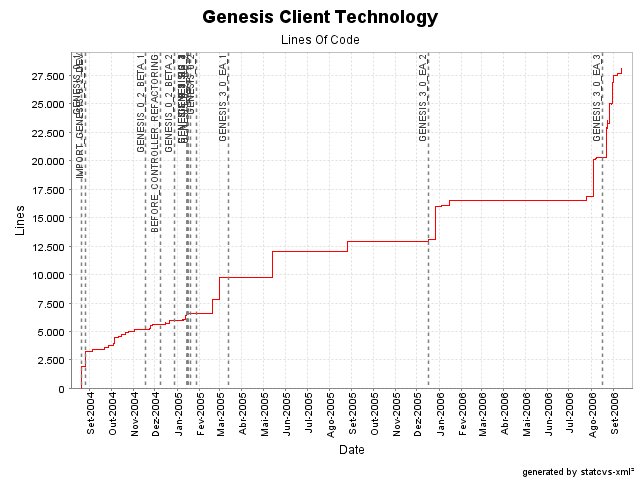 Genesis Client Technology
Lines Of Code
Lines
27.500
25.000
22.500
20.000
17.500
15.000
12.500
10.000
7.500
5.000
2.500
0
GENESIS_0_2_BETA_1
BEFORE_CONTROLLER_REFACTORING
GENESIS_0_2_BETA_2
GENESIS_3_0_EA_1
GENESIS_3_0_EA_2
GENESIS_3_0_EA_3
Set-2004
Out-2004
Nov-2004
Dez-2004
Jan-2005
Fev-2005
Mar-2005
Abr-2005
Mai-2005
Jun-2005
Jul-2005
Ago-2005
Set-2005
Out-2005
Nov-2005
Dez-2005
Jan-2006
Fev-2006
Mar-2006
Abr-2006
Mai-2006
Jun-2006
Jul-2006
Ago-2006
Set-2006
Date
generated by statcvs-xml²